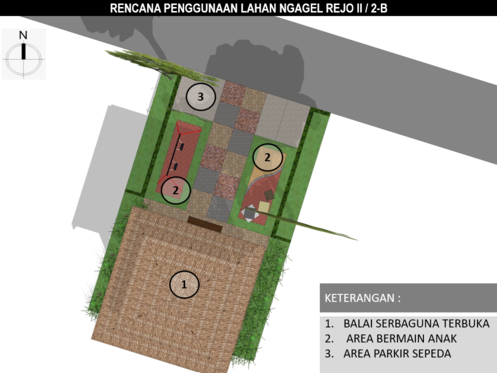 RENCANA PENGGUNAAN LAHAN NGAGEL REJO II / 2-B
N
3
2
2
1
KETERANGAN :
1. BALAI SERBAGUNA TERBUKA
2. AREA BERMAIN ANAK
3. AREA PARKIR SEPEDA